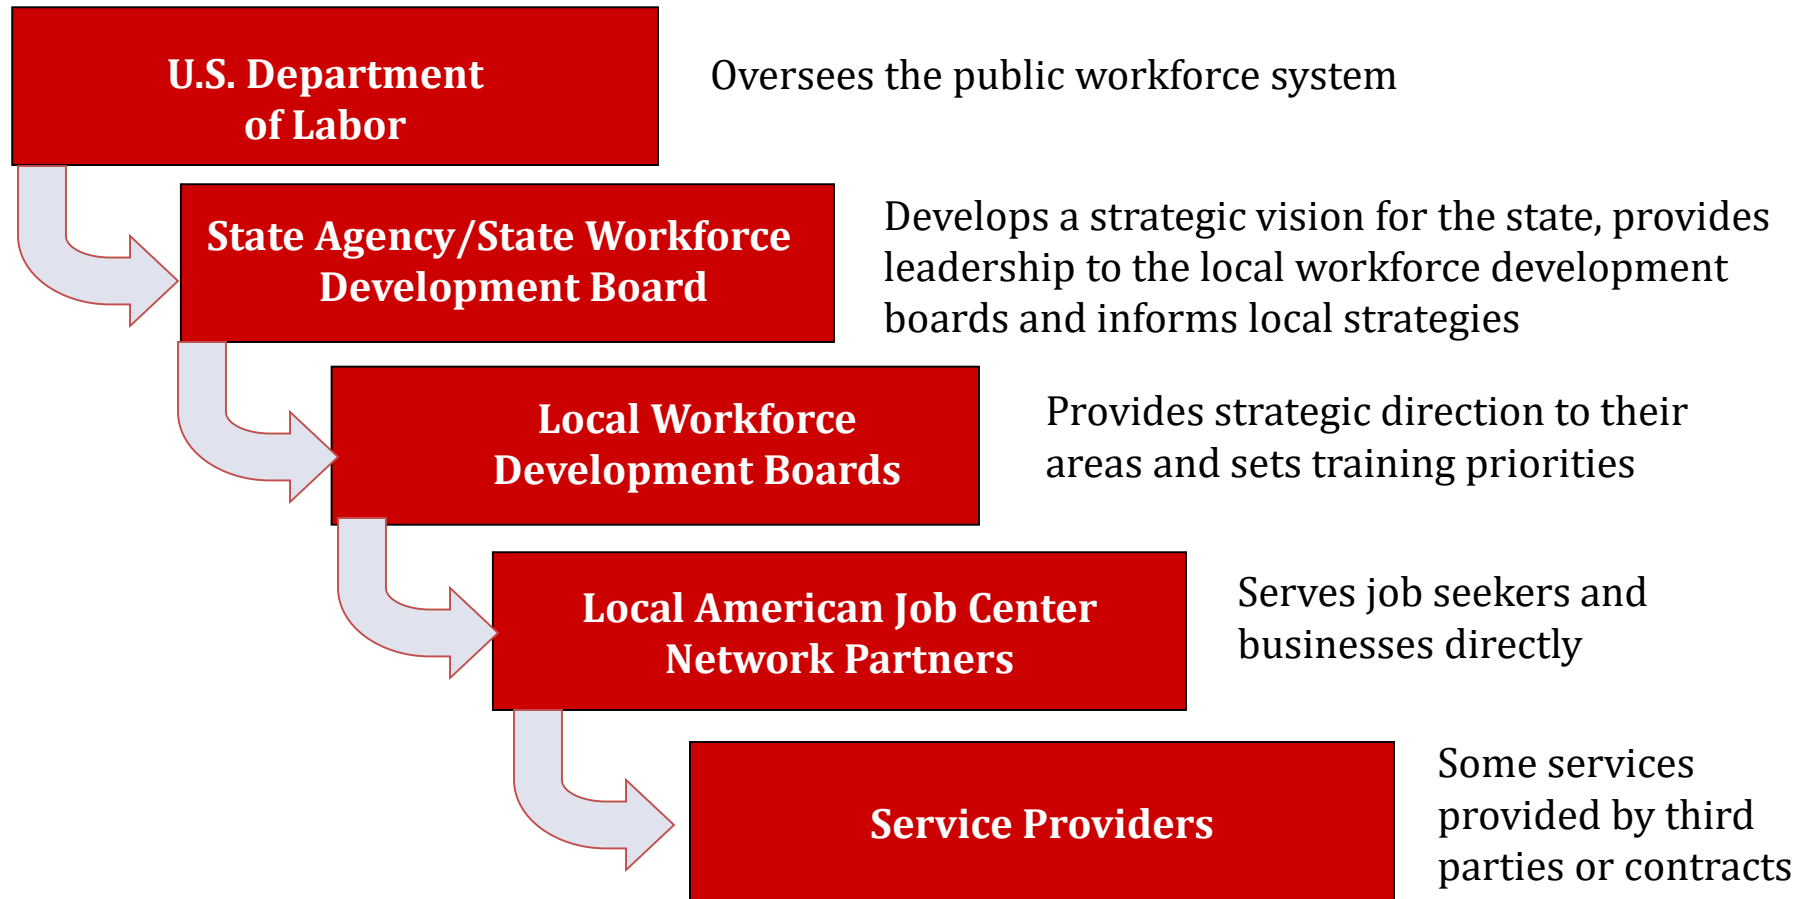 U.S. Department
of Labor
Oversees the public workforce system
State Agency/State Workforce
Development Board
Develops a strategic vision for the state, provides
leadership to the local workforce development
boards and informs local strategies
Local Workforce
Development Boards
Provides strategic direction to their
areas and sets training priorities
Local American Job Center
Network Partners
Serves job seekers and
businesses directly
Service Providers
Some services
provided by third
parties or contracts